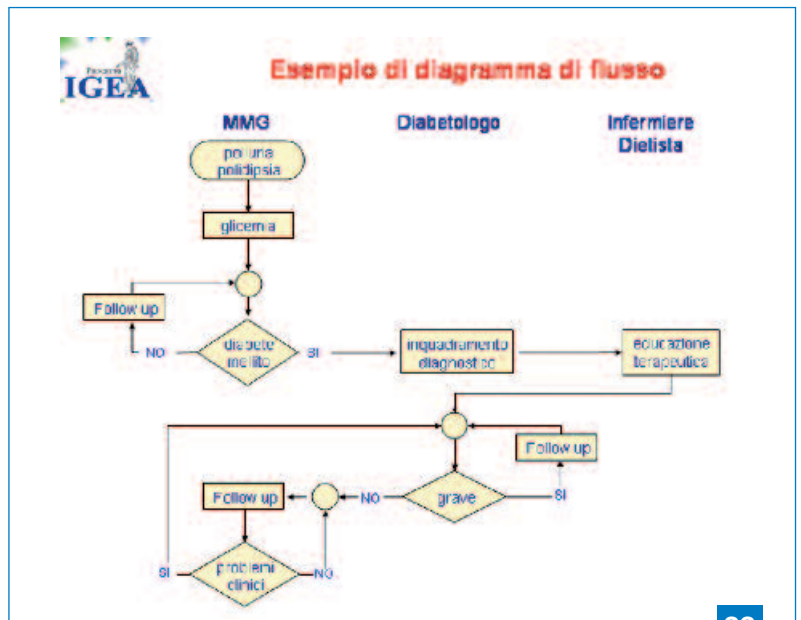 PROGETTO
IGEA
Esempio di diagramma di flusso
MMG
Diabetologo
Infermiere
Dietista
poliuria
polidipsia
glicemia
Follow up
diabete
mellito
NO
SI
inquadramento
diagnostico
educazione
terapeutica
Follow up
grave
NO
SI
Follow up
problemi
clinici
SI
NO